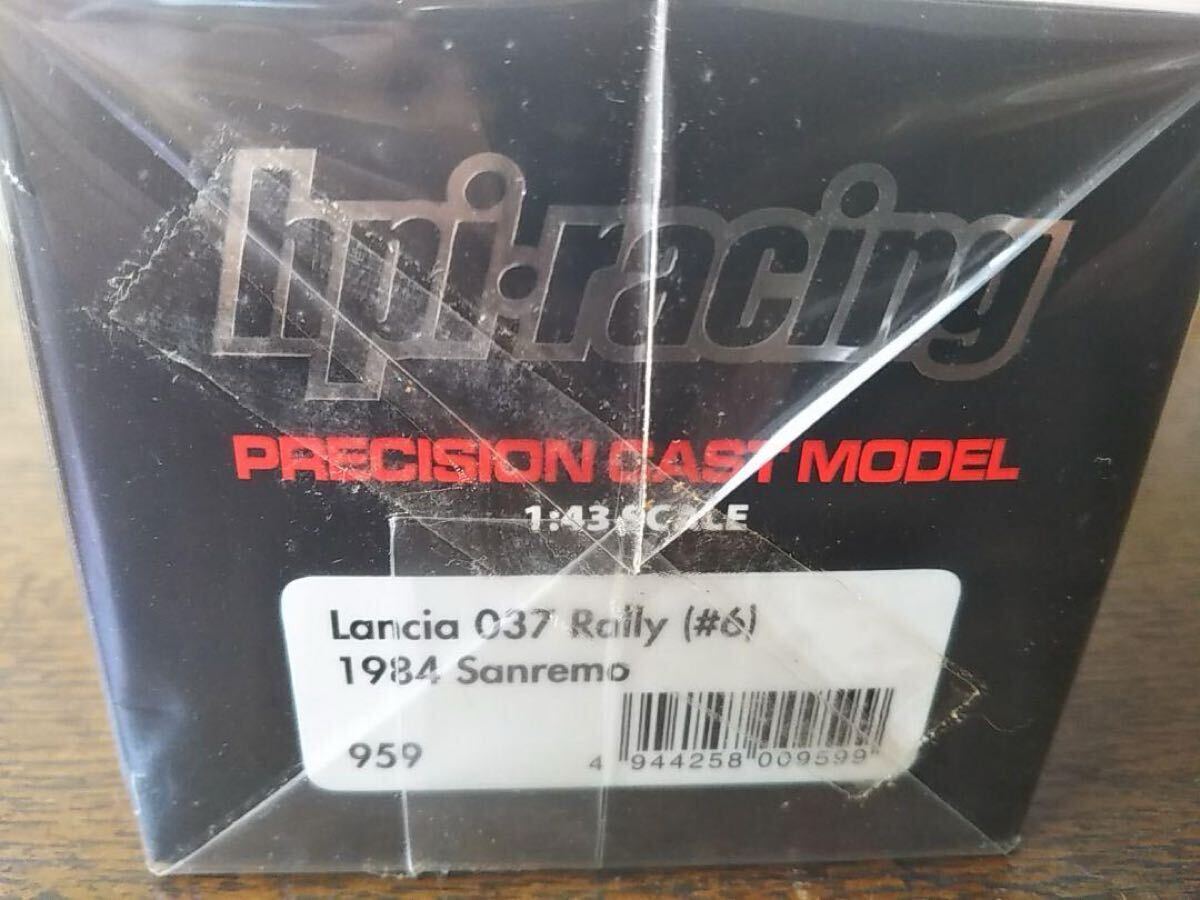 hpi·racing
PRECISION CAST MODEL
1:43 SCALE
Lancia 037 Rally (#6)
1984 Sanremo
959
4 944258 009599